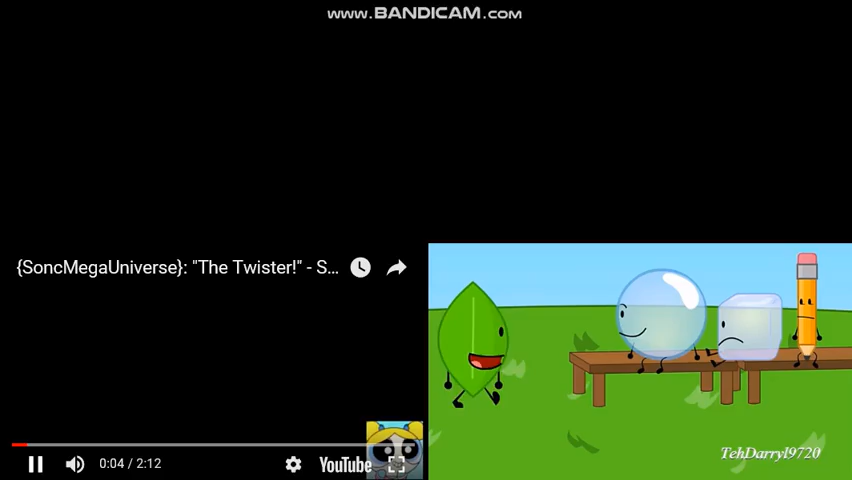 www.BANDICAM.com
{SoncMegaUniverse}: "The Twister!" - S...
0:04 / 2:12
YouTube
TehDarryl9720